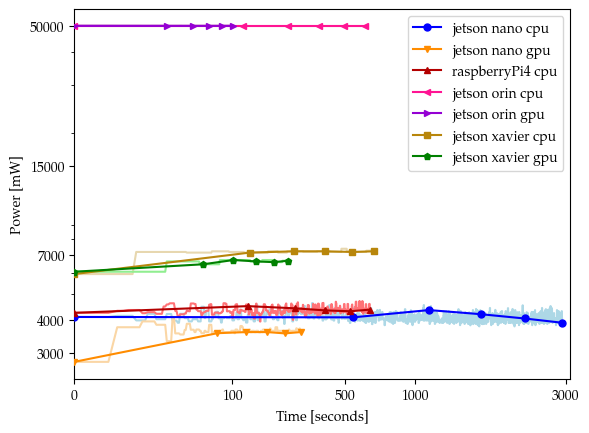 50000
15000
7000
4000
3000
Power [mW]
jetson nano cpu
jetson nano gpu
raspberryPi4 cpu
jetson orin cpu
jetson orin gpu
jetson xavier cpu
jetson xavier gpu
0
100
500
1000
3000
Time [seconds]